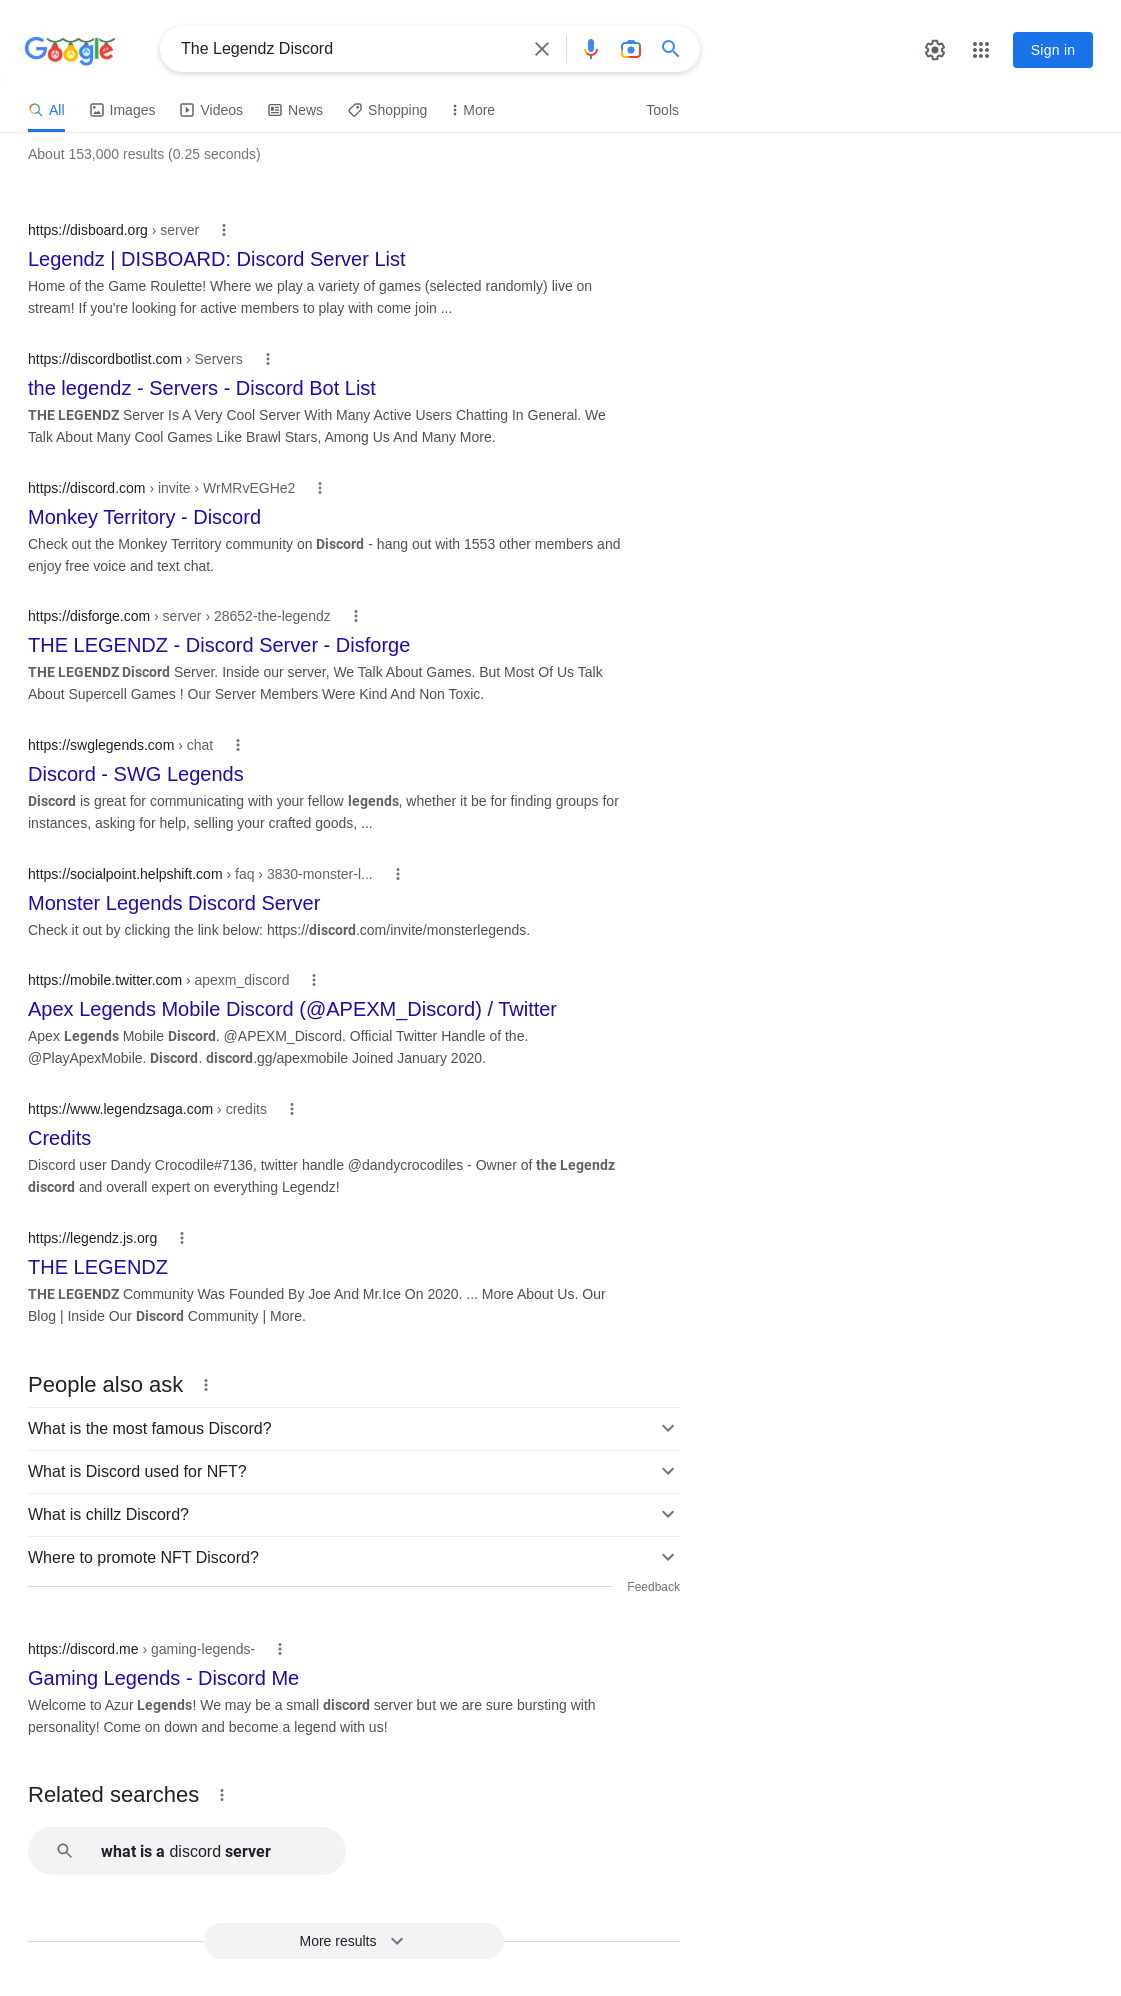 Google
The Legendz Discord
Sign in
All Images Videos News Shopping More Tools
About 153,000 results (0.25 seconds)
https://disboard.org › server
Legendz | DISBOARD: Discord Server List
Home of the Game Roulette! Where we play a variety of games (selected randomly) live on
stream! If you're looking for active members to play with come join ...
https://discordbotlist.com › Servers
the legendz - Servers - Discord Bot List
THE LEGENDZ Server Is A Very Cool Server With Many Active Users Chatting In General. We
Talk About Many Cool Games Like Brawl Stars, Among Us And Many More.
https://discord.com › invite › WrMRvEGHe2
Monkey Territory - Discord
Check out the Monkey Territory community on Discord - hang out with 1553 other members and
enjoy free voice and text chat.
https://disforge.com › server › 28652-the-legendz
THE LEGENDZ - Discord Server - Disforge
THE LEGENDZ Discord Server. Inside our server, We Talk About Games. But Most Of Us Talk
About Supercell Games ! Our Server Members Were Kind And Non Toxic.
https://swglegends.com › chat
Discord - SWG Legends
Discord is great for communicating with your fellow legends, whether it be for finding groups for
instances, asking for help, selling your crafted goods, ...
https://socialpoint.helpshift.com › faq › 3830-monster-l...
Monster Legends Discord Server
Check it out by clicking the link below: https://discord.com/invite/monsterlegends.
https://mobile.twitter.com › apexm_discord
Apex Legends Mobile Discord (@APEXM_Discord) / Twitter
Apex Legends Mobile Discord. @APEXM_Discord. Official Twitter Handle of the.
@PlayApexMobile. Discord. discord.gg/apexmobile Joined January 2020.
https://www.legendzsaga.com › credits
Credits
Discord user Dandy Crocodile#7136, twitter handle @dandycrocodiles - Owner of the Legendz
discord and overall expert on everything Legendz!
https://legendz.js.org
THE LEGENDZ
THE LEGENDZ Community Was Founded By Joe And Mr.Ice On 2020. ... More About Us. Our
Blog | Inside Our Discord Community | More.
People also ask
What is the most famous Discord?
What is Discord used for NFT?
What is chillz Discord?
Where to promote NFT Discord?
Feedback
https://discord.me › gaming-legends-
Gaming Legends - Discord Me
Welcome to Azur Legends! We may be a small discord server but we are sure bursting with
personality! Come on down and become a legend with us!
Related searches
what is a discord server
More results